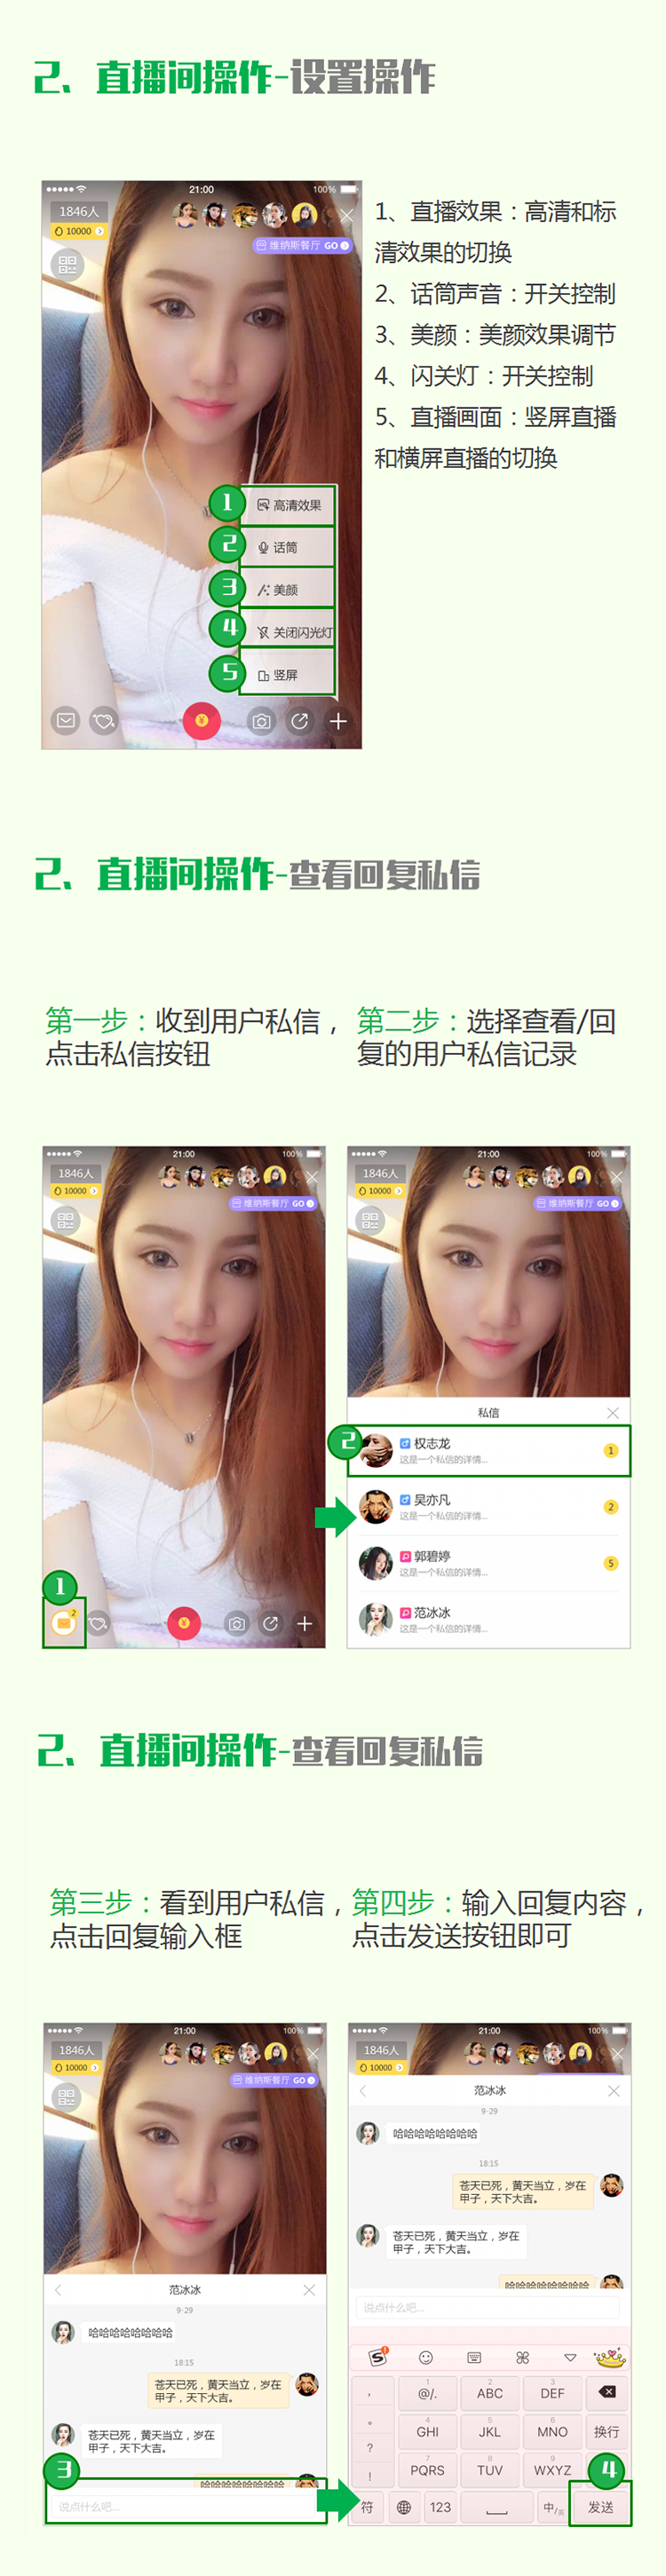 2、直播间操作-设置操作
21:00
100%
1846人
10000
维纳斯餐厅 GO
1、直播效果：高清和标
清效果的切换
2、话筒声音：开关控制
3、美颜：美颜效果调节
4、闪关灯：开关控制
5、直播画面：竖屏直播
和横屏直播的切换
1 高清效果
2 话筒
3 美颜
4 关闭闪光灯
5 竖屏
2、直播间操作-查看回复私信
第一步：收到用户私信，
点击私信按钮
第二步：选择查看/回
复的用户私信记录
21:00
100%
1846人
10000
维纳斯餐厅 GO
1
2
21:00
100%
1846人
10000
维纳斯餐厅 GO
私信
2
权志龙
1
这是一个私信的详情...
吴亦凡
2
这是一个私信的详情...
郭碧婷
5
这是一个私信的详情...
范冰冰
这是一个私信的详情...
2、直播间操作-查看回复私信
第三步：看到用户私信，
点击回复输入框
第四步：输入回复内容，
点击发送按钮即可
21:00
100%
1846人
10000
维纳斯餐厅 GO
范冰冰
9-29
哈哈哈哈哈哈哈哈
18:15
苍天已死，黄天当立，岁在
甲子，天下大吉。
苍天已死，黄天当立，岁在
甲子，天下大吉。
哈哈哈哈哈哈哈哈
3
说点什么吧...
21:00
100%
1846人
10000
范冰冰
9-29
哈哈哈哈哈哈哈哈
18:15
苍天已死，黄天当立，岁在
甲子，天下大吉。
苍天已死，黄天当立，岁在
甲子，天下大吉。
哈哈哈哈哈哈哈哈
说点什么吧...
S
，
1
@/.
2
ABC
3
DEF
。
4
GHI
5
JKL
6
MNO
换行
?
!
7
PQRS
8
TUV
9
WXYZ
4
符
123
中/英
发送